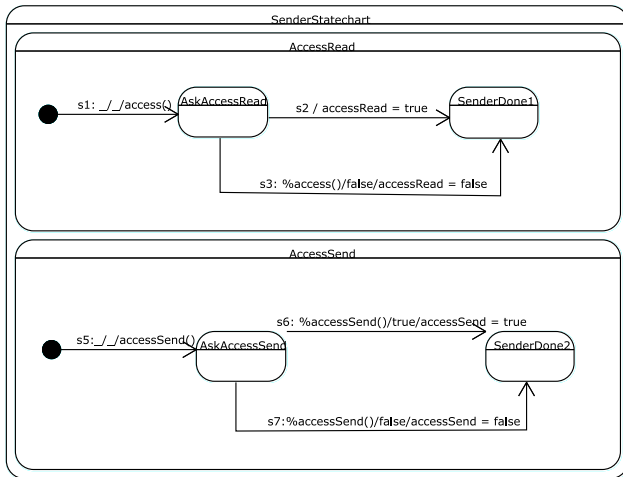 SenderStatechart
AccessRead
s1: _/_/access()
AskAccessRead
s2 / accessRead = true
SenderDone1
s3: %access()/false/accessRead = false
AccessSend
s6: %accessSend()/true/accessSend = true
s5:_/_/accessSend()
AskAccessSend
SenderDone2
s7:%accessSend()/false/accessSend = false